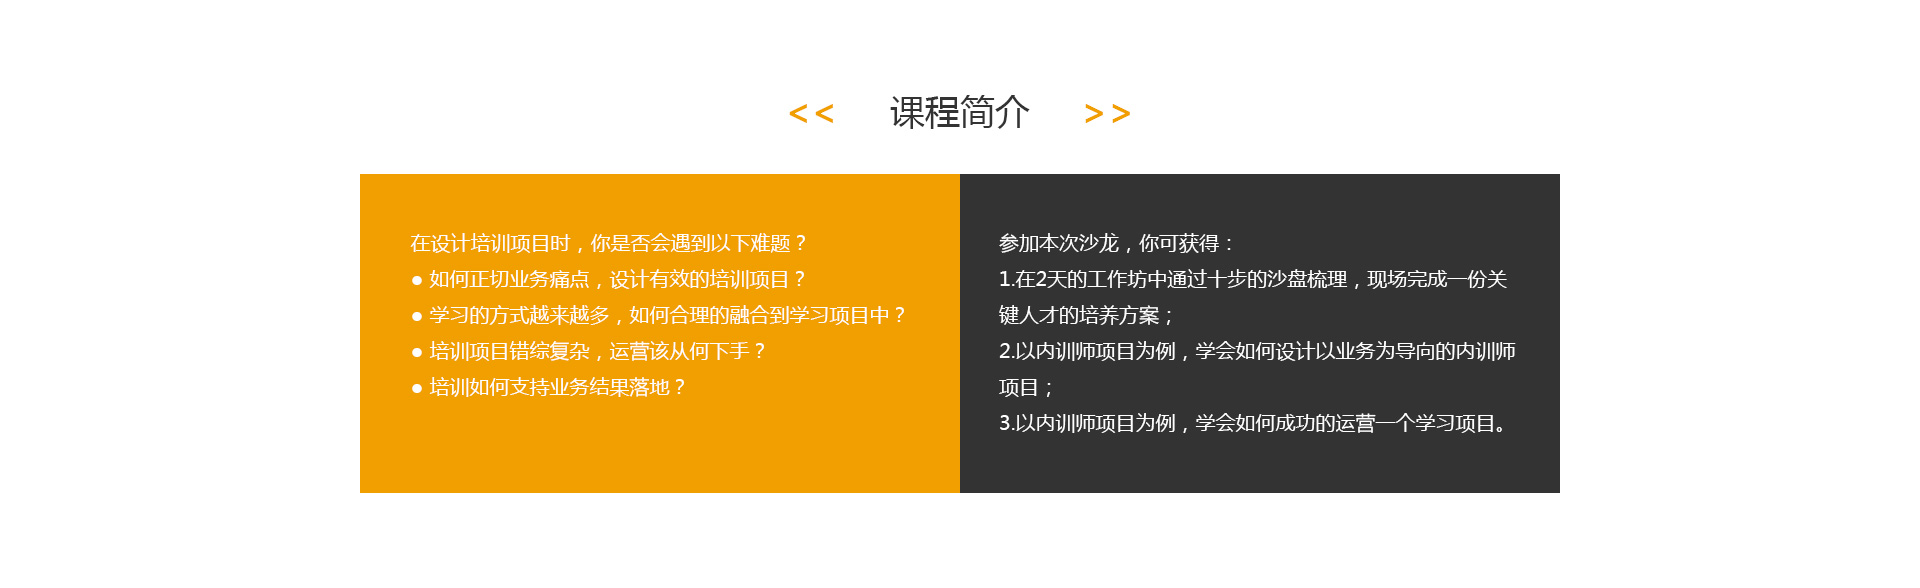 << 课程简介 >>
在设计培训项目时，你是否会遇到以下难题？
● 如何正切业务痛点，设计有效的培训项目？
● 学习的方式越来越多，如何合理的融合到学习项目中？
● 培训项目错综复杂，运营该从何下手？
● 培训如何支持业务结果落地？
参加本次沙龙，你可获得：
1.在2天的工作坊中通过十步的沙盘梳理，现场完成一份关
键人才的培养方案；
2.以内训师项目为例，学会如何设计以业务为导向的内训师
项目；
3.以内训师项目为例，学会如何成功的运营一个学习项目。